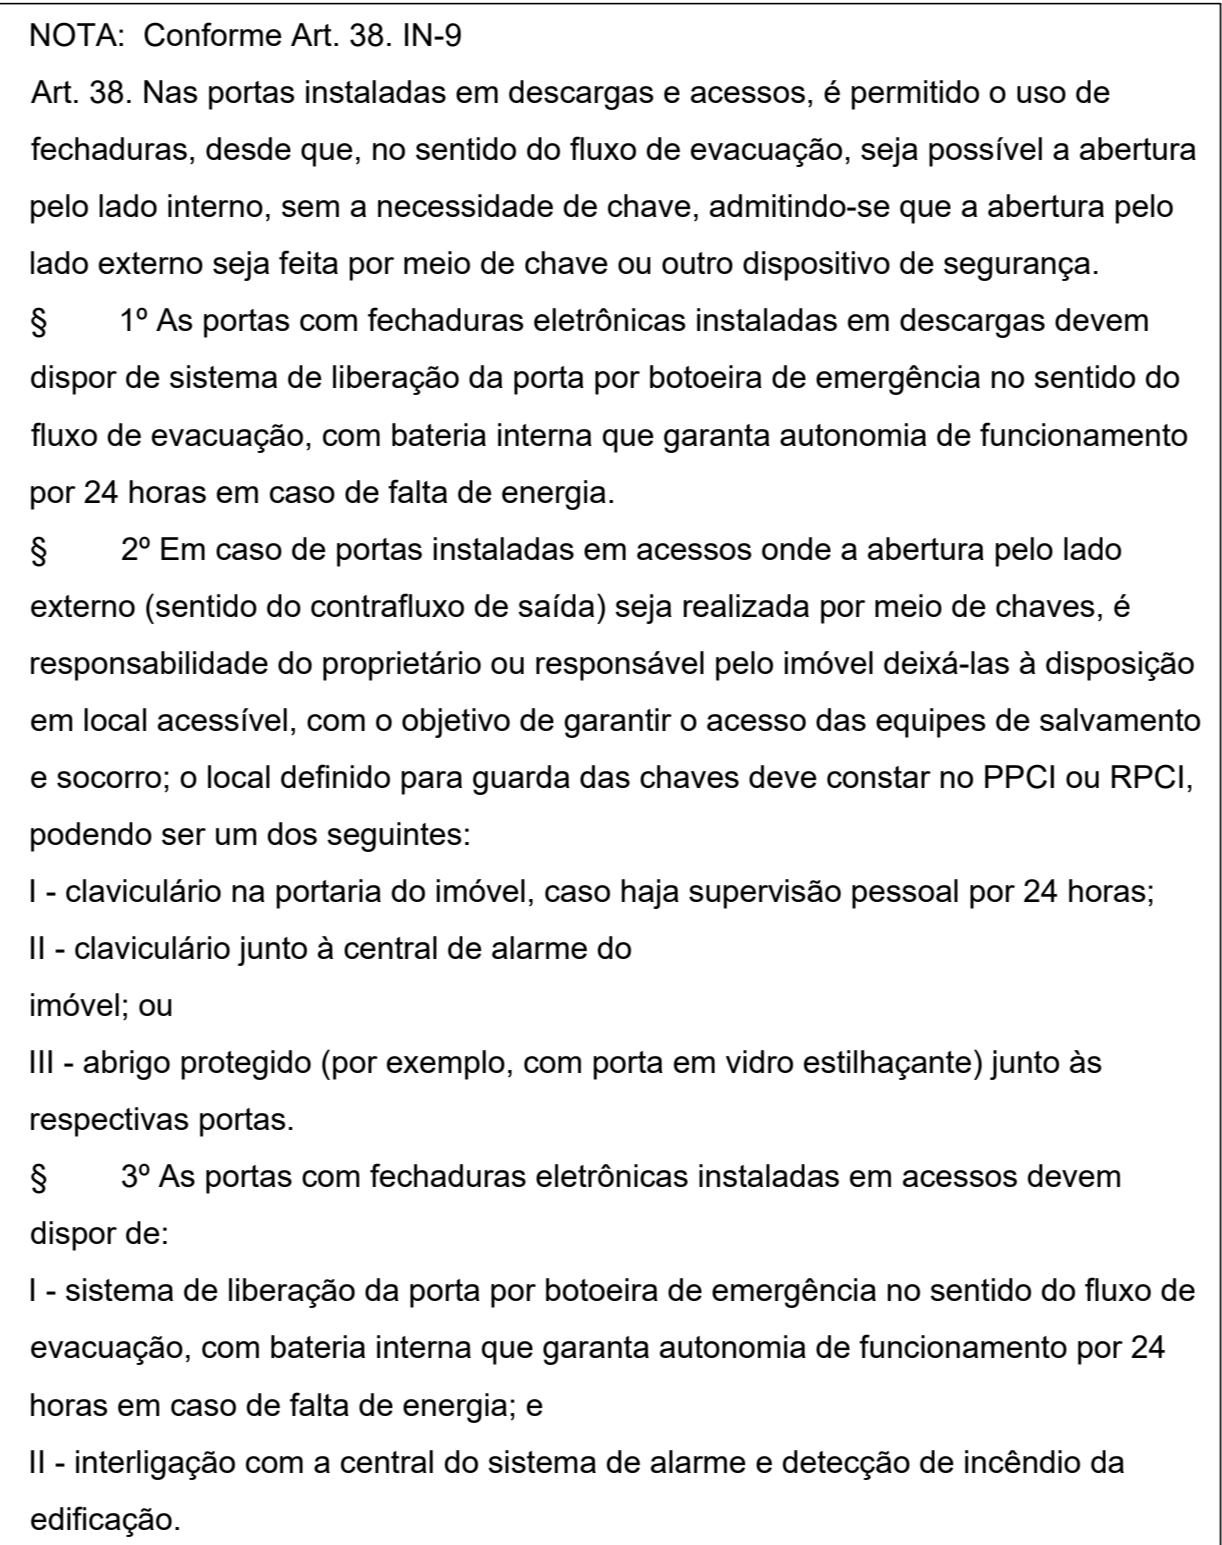 NOTA: Conforme Art. 38. IN-9
Art. 38. Nas portas instaladas em descargas e acessos, é permitido o uso de
fechaduras, desde que, no sentido do fluxo de evacuação, seja possível a abertura
pelo lado interno, sem a necessidade de chave, admitindo-se que a abertura pelo
lado externo seja feita por meio de chave ou outro dispositivo de segurança.
§ 1º As portas com fechaduras eletrônicas instaladas em descargas devem
dispor de sistema de liberação da porta por botoeira de emergência no sentido do
fluxo de evacuação, com bateria interna que garanta autonomia de funcionamento
por 24 horas em caso de falta de energia.
§ 2º Em caso de portas instaladas em acessos onde a abertura pelo lado
externo (sentido do contrafluxo de saída) seja realizada por meio de chaves, é
responsabilidade do proprietário ou responsável pelo imóvel deixá-las à disposição
em local acessível, com o objetivo de garantir o acesso das equipes de salvamento
e socorro; o local definido para guarda das chaves deve constar no PPCI ou RPCI,
podendo ser um dos seguintes:
I - claviculário na portaria do imóvel, caso haja supervisão pessoal por 24 horas;
II - claviculário junto à central de alarme do
imóvel; ou
III - abrigo protegido (por exemplo, com porta em vidro estilhaçante) junto às
respectivas portas.
§ 3º As portas com fechaduras eletrônicas instaladas em acessos devem
dispor de:
I - sistema de liberação da porta por botoeira de emergência no sentido do fluxo de
evacuação, com bateria interna que garanta autonomia de funcionamento por 24
horas em caso de falta de energia; e
II - interligação com a central do sistema de alarme e detecção de incêndio da
edificação.